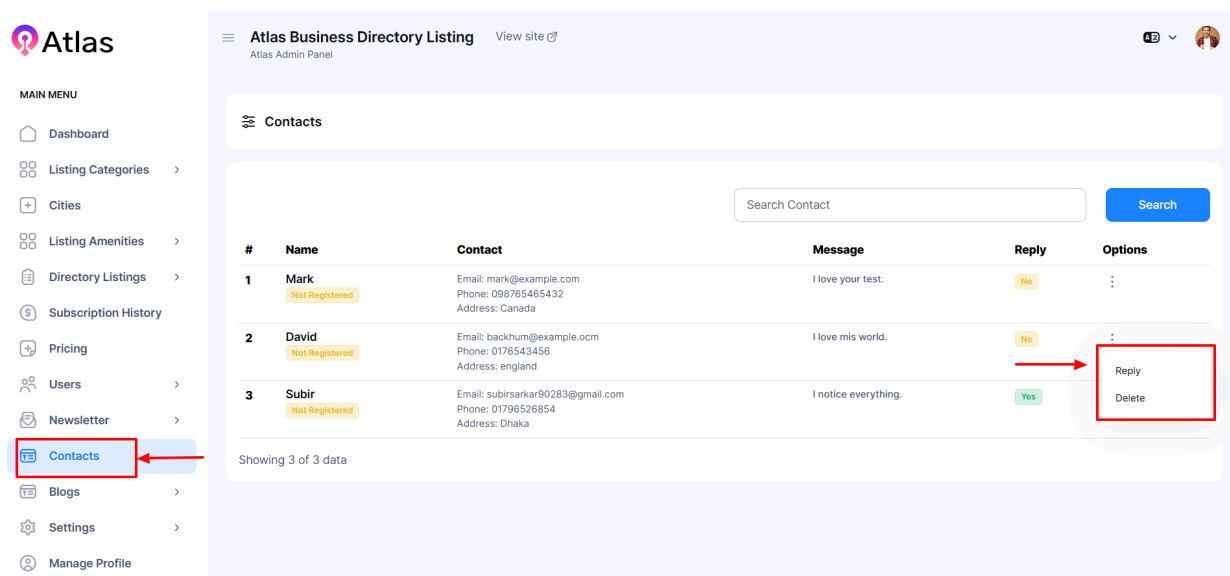 Atlas
Atlas Business Directory Listing
View site
Atlas Admin Panel
MAIN MENU
Dashboard
Listing Categories
Cities
Listing Amenities
Directory Listings
Subscription History
Pricing
Users
Newsletter
Contacts
Blogs
Settings
Manage Profile
Contacts
Search Contact
Search
# Name Contact Message Reply Options
1 Mark Email: mark@example.com I love your test. No
Not Registered Phone: 098765465432
Address: Canada
2 David Email: backhum@example.ocm I love mis world. No
Not Registered Phone: 0176543456
Address: england
Reply
Delete
3 Subir Email: subirsarkar90283@gmail.com I notice everything. Yes
Not Registered Phone: 01796526854
Address: Dhaka
Showing 3 of 3 data